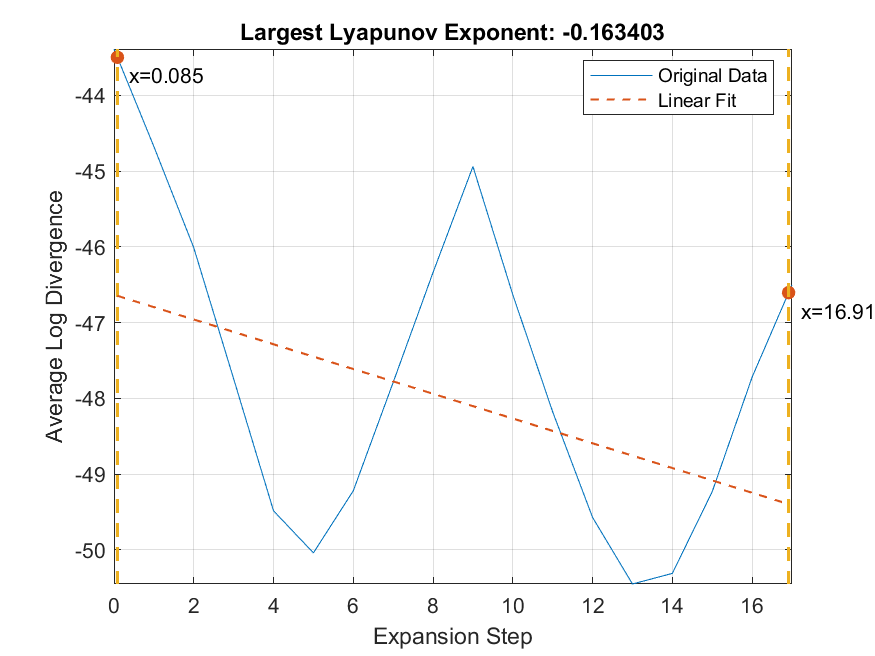 Largest Lyapunov Exponent: -0.163403
x=0.085
Original Data
Linear Fit
-44
-45
-46
-47
-48
-49
-50
Average Log Divergence
x=16.91
0 2 4 6 8 10 12 14 16
Expansion Step